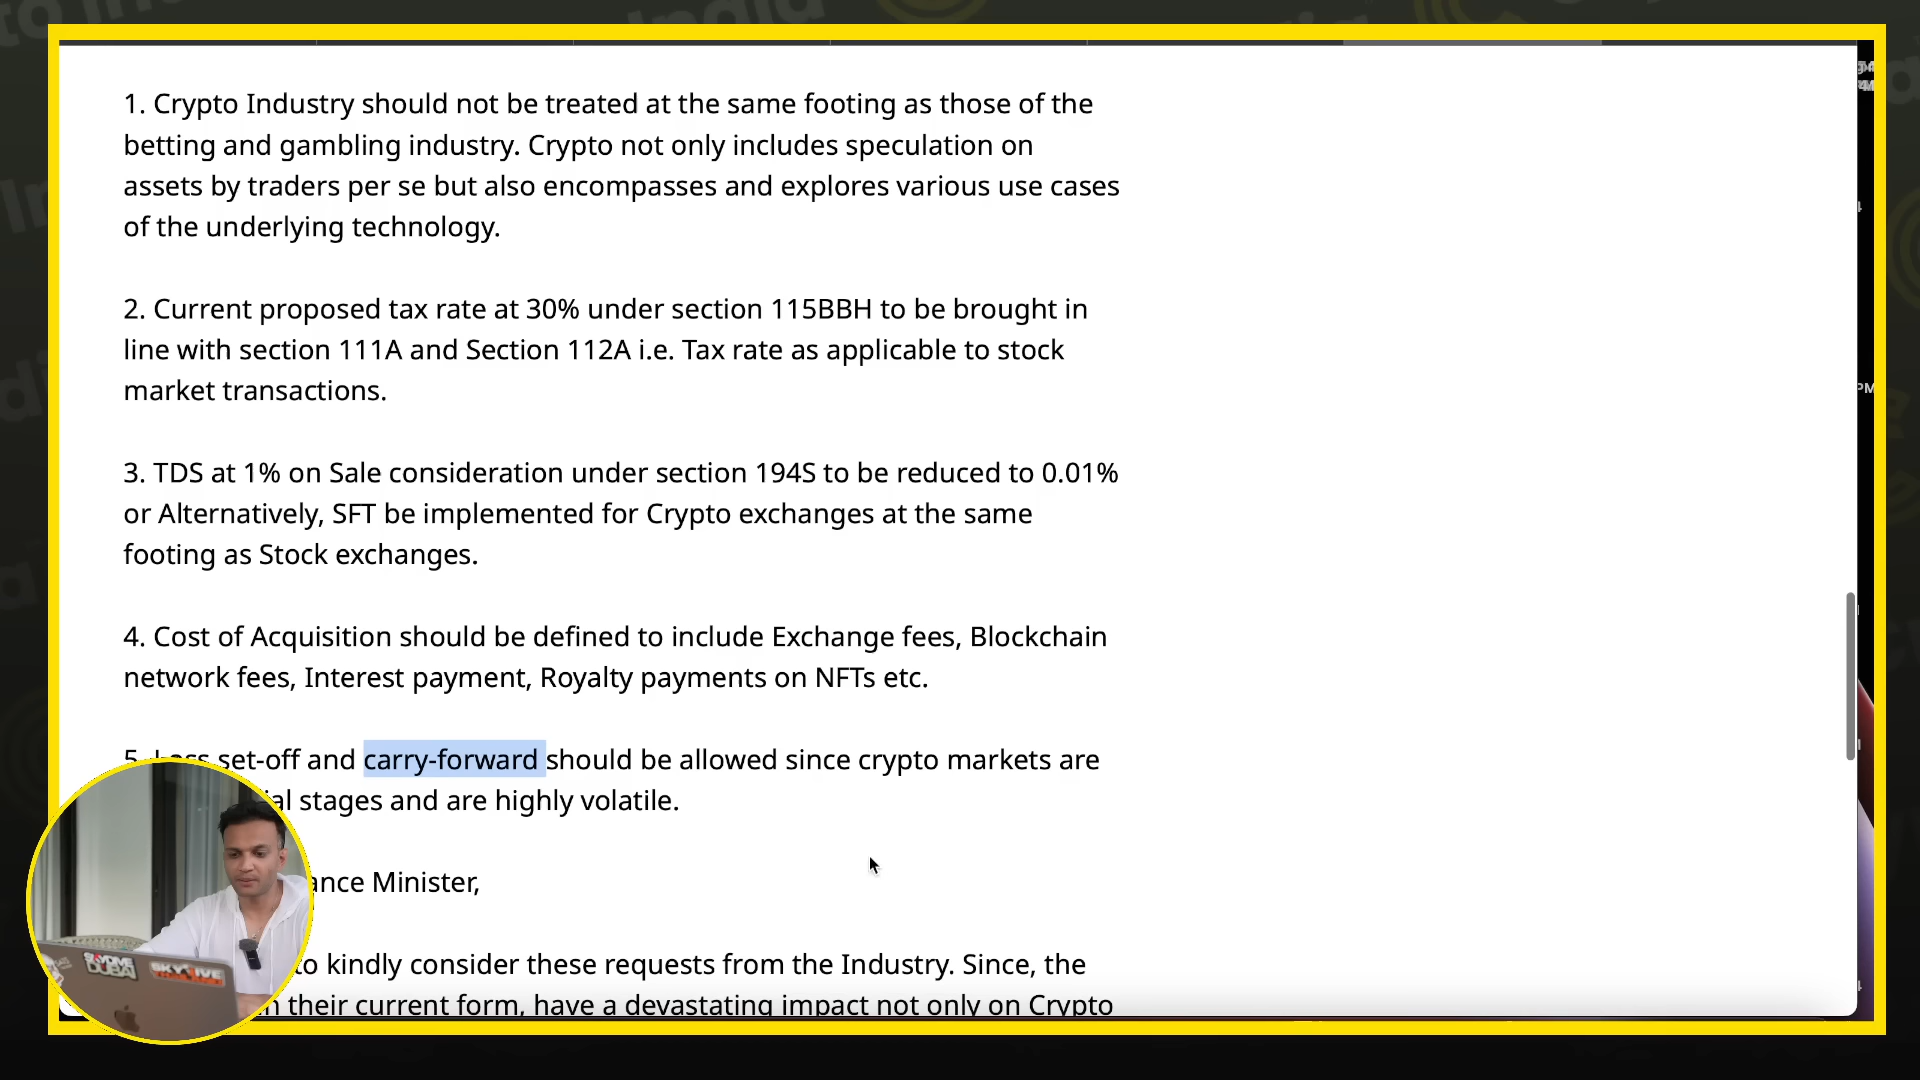 1. Crypto Industry should not be treated at the same footing as those of the
betting and gambling industry. Crypto not only includes speculation on
assets by traders per se but also encompasses and explores various use cases
of the underlying technology.
2. Current proposed tax rate at 30% under section 115BBH to be brought in
line with section 111A and Section 112A i.e. Tax rate as applicable to stock
market transactions.
3. TDS at 1% on Sale consideration under section 194S to be reduced to 0.01%
or Alternatively, SFT be implemented for Crypto exchanges at the same
footing as Stock exchanges.
4. Cost of Acquisition should be defined to include Exchange fees, Blockchain
network fees, Interest payment, Royalty payments on NFTs etc.
5. Loss set-off and carry-forward should be allowed since crypto markets are
stages and are highly volatile.
Minister,
to kindly consider these requests from the Industry. Since, the
their current form, have a devastating impact not only on Crypto
DUBAI
India
PM